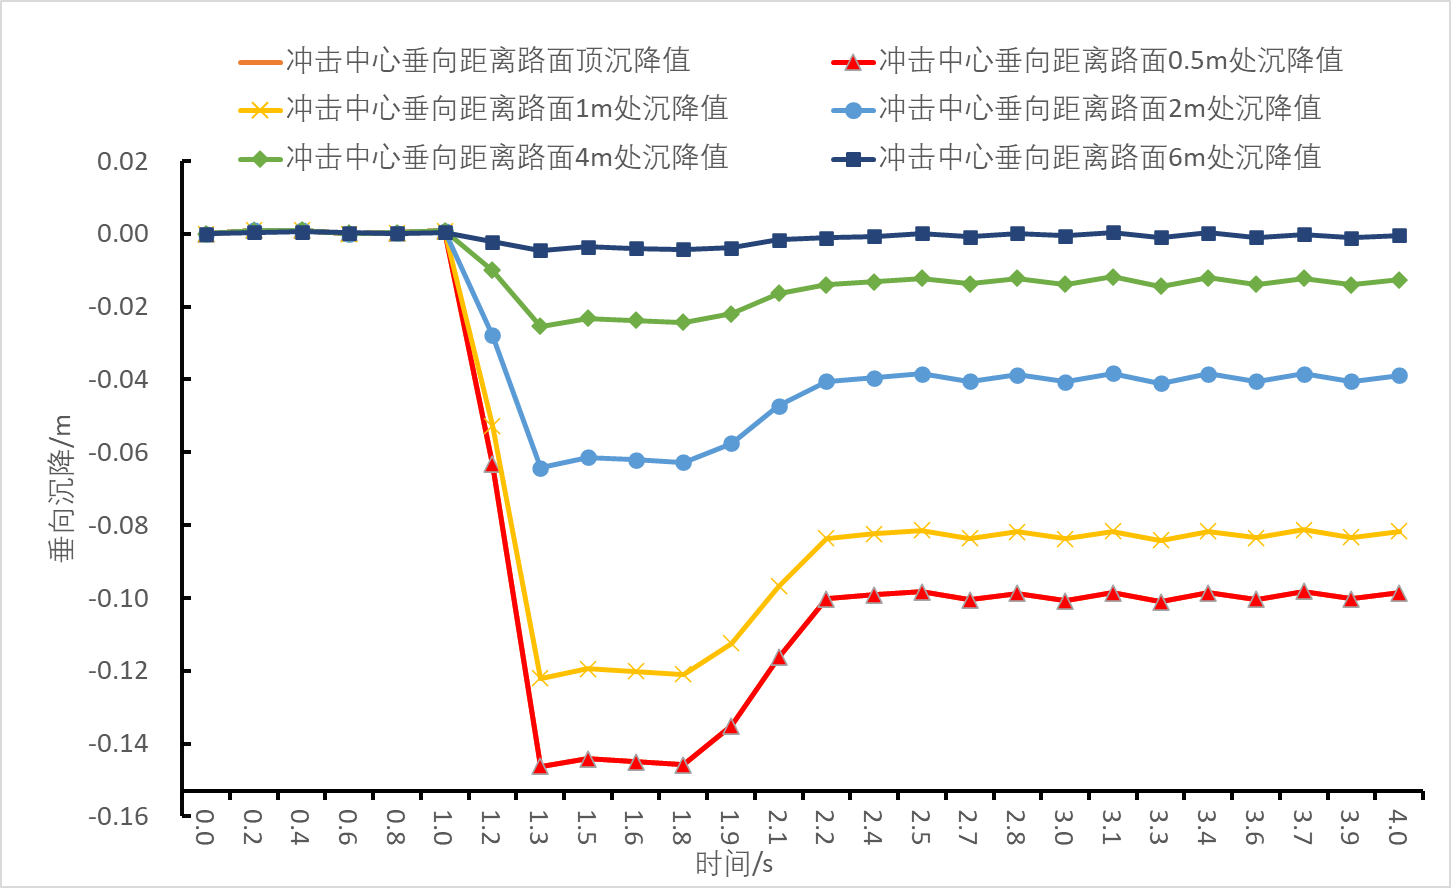 冲击中心垂向距离路面顶沉降值
冲击中心垂向距离路面0.5m处沉降值
冲击中心垂向距离路面1m处沉降值
冲击中心垂向距离路面2m处沉降值
冲击中心垂向距离路面4m处沉降值
冲击中心垂向距离路面6m处沉降值
0.02
0.00
-0.02
-0.04
-0.06
-0.08
-0.10
-0.12
-0.14
-0.16
垂向沉降/m
0.0 0.2 0.4 0.6 0.8 1.0 1.2 1.3 1.5 1.6 1.8 1.9 2.1 2.2 2.4 2.5 2.7 2.8 3.0 3.1 3.3 3.4 3.6 3.7 3.9 4.0
时间/s